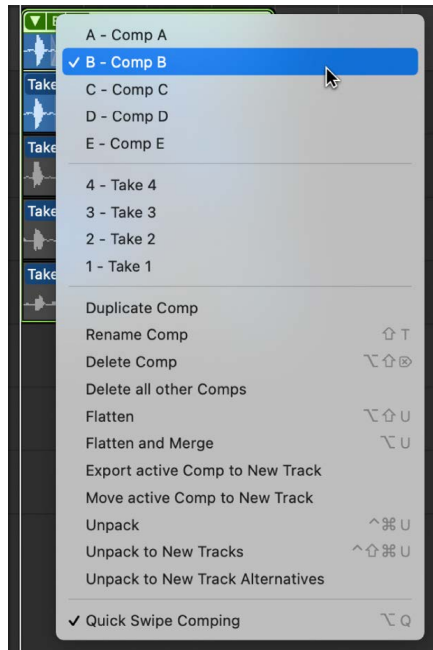 A - Comp A
✓ B - Comp B
C - Comp C
D - Comp D
E - Comp E
Take
Take
Take
Take
4 - Take 4
3 - Take 3
2 - Take 2
1 - Take 1
Duplicate Comp
Rename Comp ⇧ T
Delete Comp ⌥⇧⌦
Delete all other Comps
Flatten ⌥⇧ U
Flatten and Merge ⌥ U
Export active Comp to New Track
Move active Comp to New Track
Unpack ^⌘ U
Unpack to New Tracks ^⇧⌘ U
Unpack to New Track Alternatives
✓ Quick Swipe Comping ⌥ Q